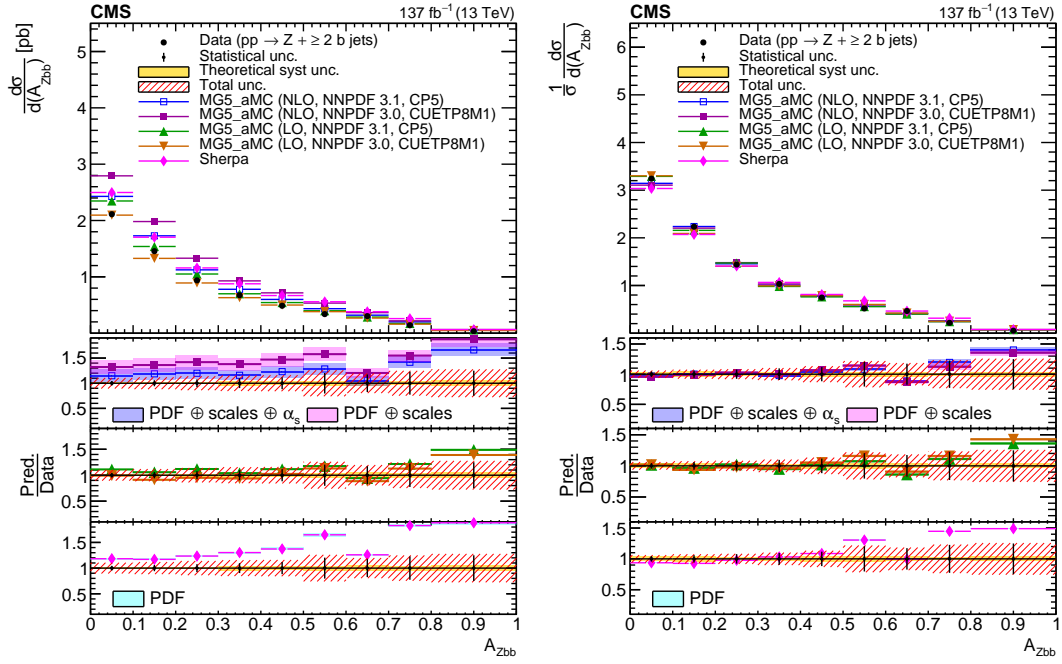 CMS 137 fb⁻¹ (13 TeV)
dσ/d(A_Zbb) [pb]
5
4
3
2
1
Data (pp → Z + ≥ 2 b jets)
Statistical unc.
Theoretical syst unc.
Total unc.
MG5_aMC (NLO, NNPDF 3.1, CP5)
MG5_aMC (NLO, NNPDF 3.0, CUETP8M1)
MG5_aMC (LO, NNPDF 3.1, CP5)
MG5_aMC (LO, NNPDF 3.0, CUETP8M1)
Sherpa
1.5
1
0.5
PDF ⊕ scales ⊕ α_s PDF ⊕ scales
Pred.
Data
1.5
1
0.5
1.5
1
0.5
PDF
0 0.1 0.2 0.3 0.4 0.5 0.6 0.7 0.8 0.9 1
A_Zbb
CMS 137 fb⁻¹ (13 TeV)
1/σ dσ/d(A_Zbb)
6
5
4
3
2
1
Data (pp → Z + ≥ 2 b jets)
Statistical unc.
Theoretical syst unc.
Total unc.
MG5_aMC (NLO, NNPDF 3.1, CP5)
MG5_aMC (NLO, NNPDF 3.0, CUETP8M1)
MG5_aMC (LO, NNPDF 3.1, CP5)
MG5_aMC (LO, NNPDF 3.0, CUETP8M1)
Sherpa
1.5
1
0.5
PDF ⊕ scales ⊕ α_s PDF ⊕ scales
Pred.
Data
1.5
1
0.5
1.5
1
0.5
PDF
0 0.1 0.2 0.3 0.4 0.5 0.6 0.7 0.8 0.9 1
A_Zbb